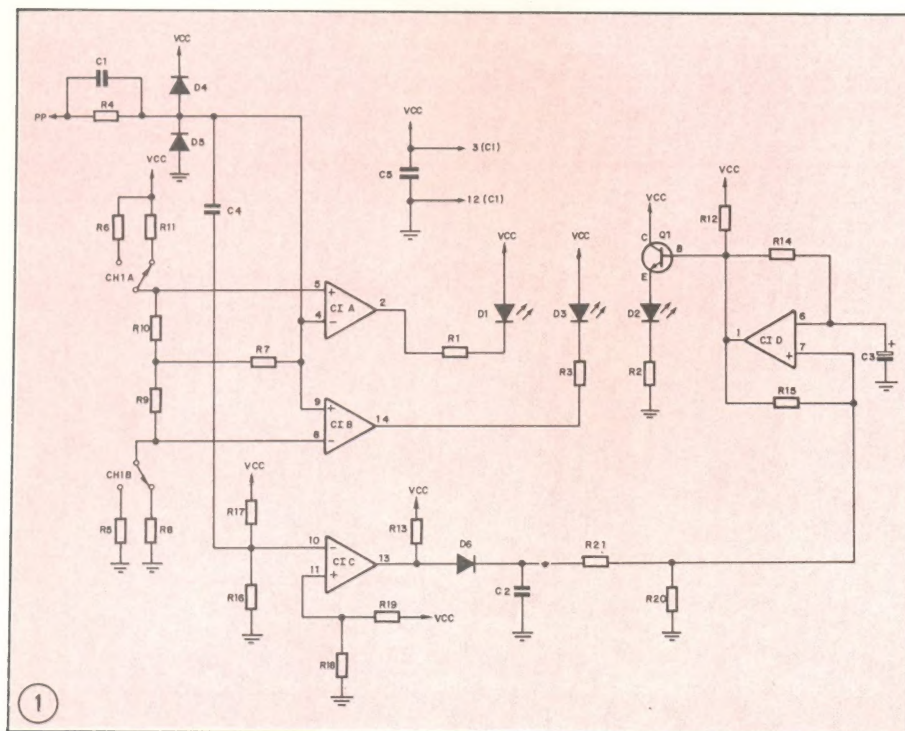 VCC
C1
D4
R4
PP
D5
VCC
VCC
3 (CI)
C5
12 (CI)
VCC
R6
R11
C4
CH1A
VCC
VCC
VCC
R12
C
Q1
B
E
R14
5
+
4
-
CI A
2
R10
R7
R1
D1
D3
D2
1
CI D
6
-
7
+
C3
+
R9
9
+
8
-
CI B
14
R3
R2
R15
CH1B
R5
R8
VCC
R17
VCC
R13
10
-
11
+
CI C
13
D6
R21
C2
R20
R16
R19
VCC
R18
1